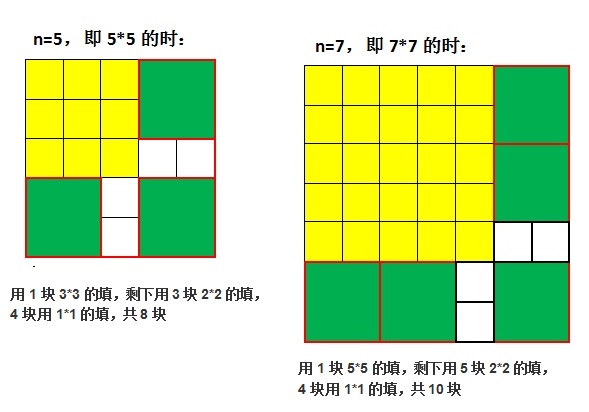 n=5， 即 5*5 的时：
用 1 块 3*3 的填，剩下用 3 块 2*2 的填，
4 块用 1*1 的填，共 8 块
n=7， 即 7*7 的时：
用 1 块 5*5 的填，剩下用 5 块 2*2 的填，
4 块用 1*1 的填，共 10 块